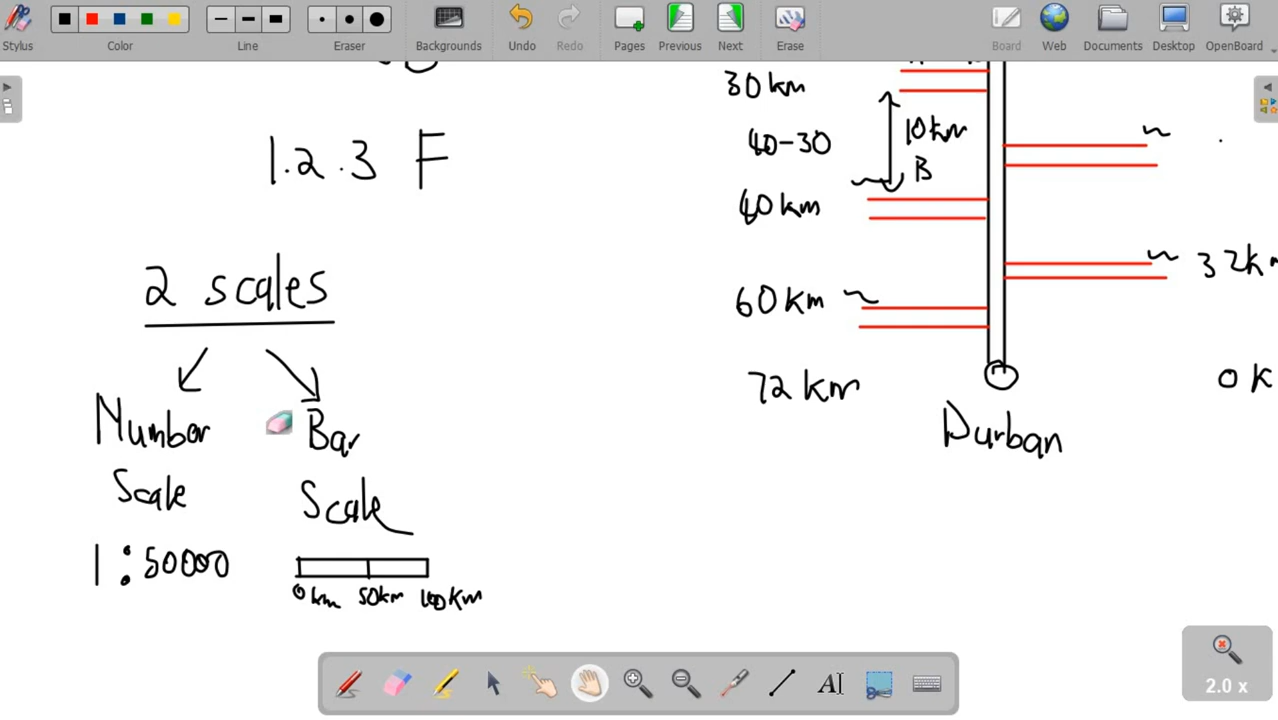 Stylus
Color
Line
Eraser
Backgrounds
Undo
Redo
Pages
Previous
Next
Erase
Board
Web
Documents
Desktop
OpenBoard
1.2.3 F
2 scales
Number
Scale
1:50000
Bar
Scale
0km 50km 100km
30km
40-30
10km
B
40km
60km
72km
32k
0 K
Durban
2.0 x